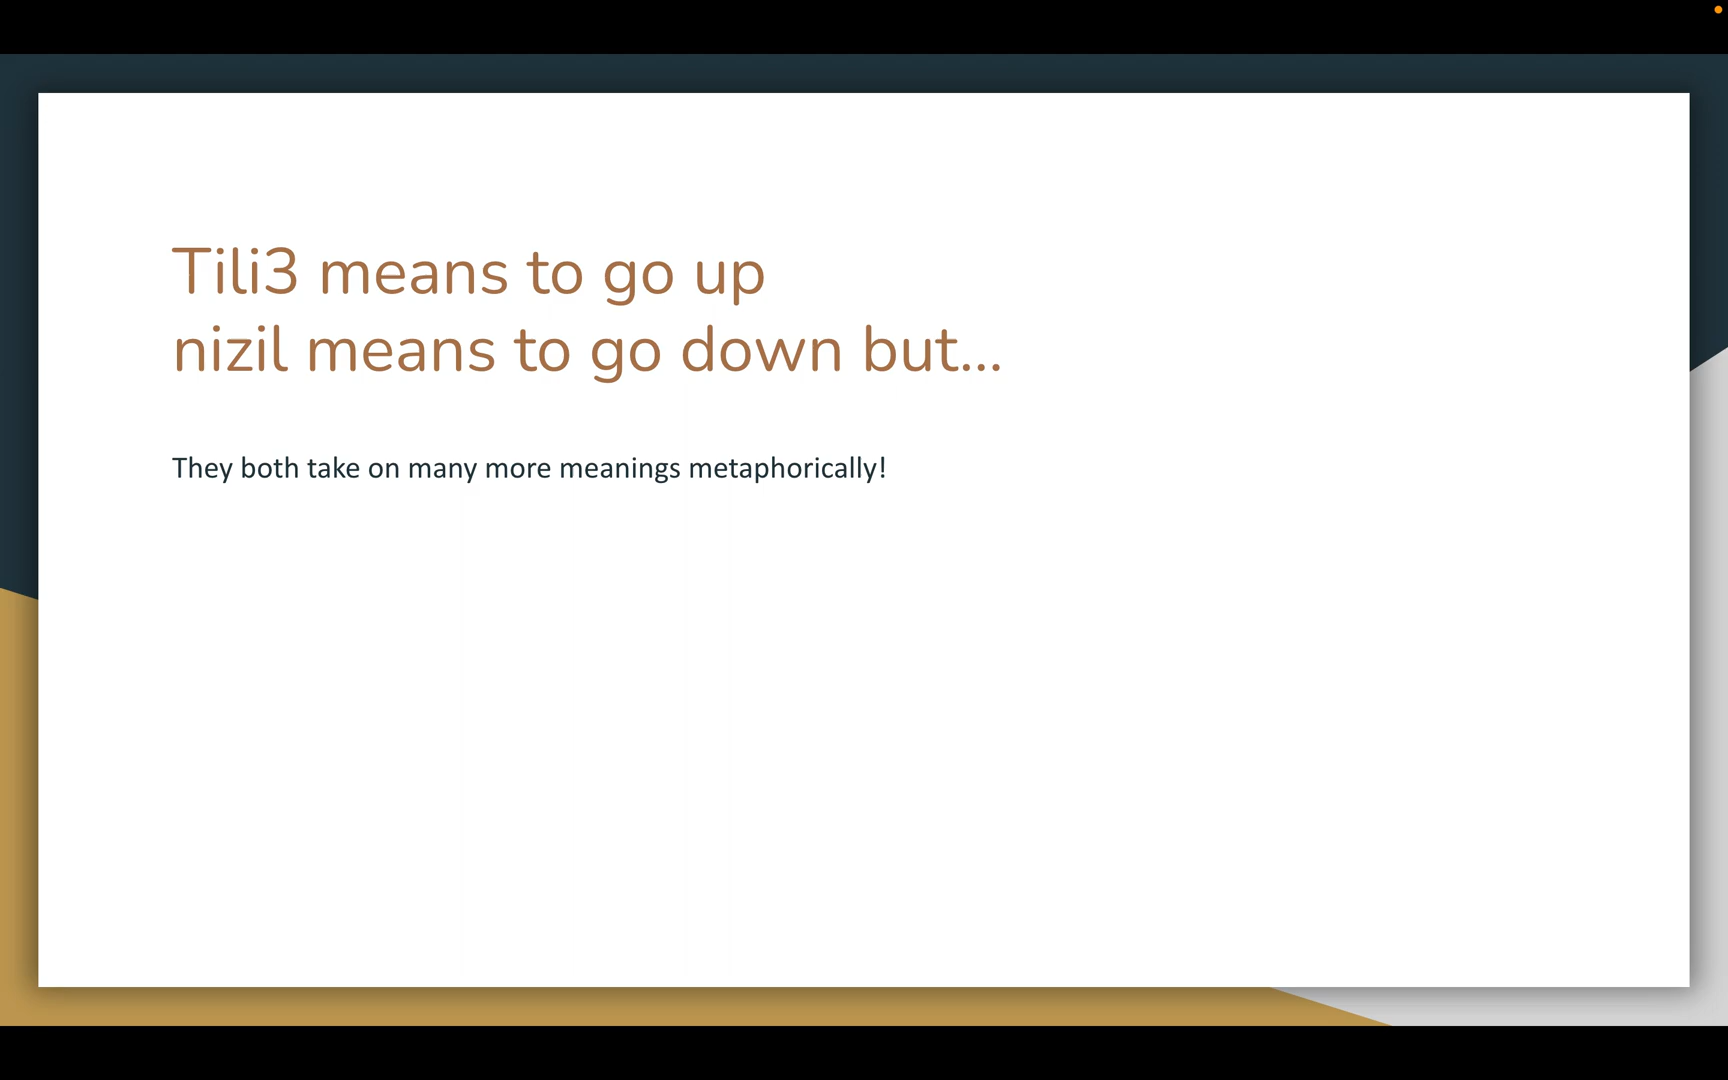 Tili3 means to go up
nizil means to go down but...
They both take on many more meanings metaphorically!